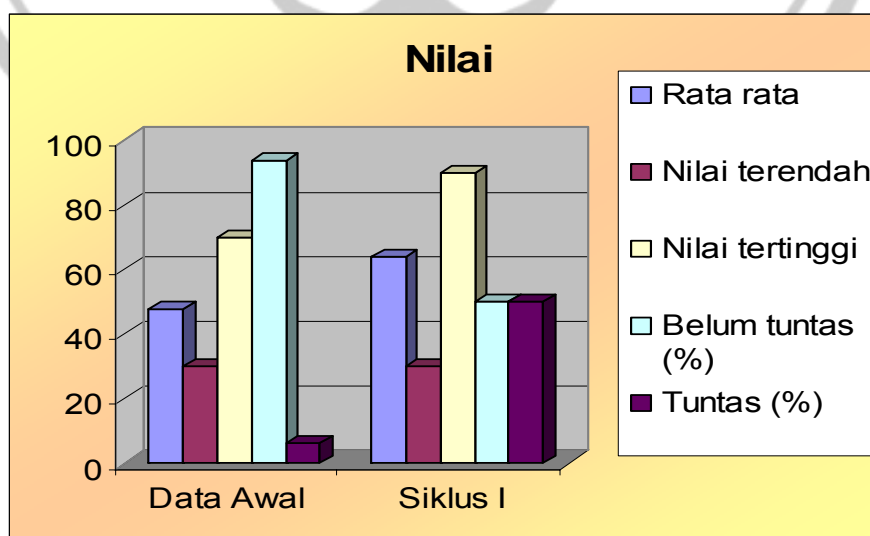 Nilai
100
80
60
40
20
0
Data Awal
Siklus I
Rata rata
Nilai terendah
Nilai tertinggi
Belum tuntas
(%)
Tuntas (%)